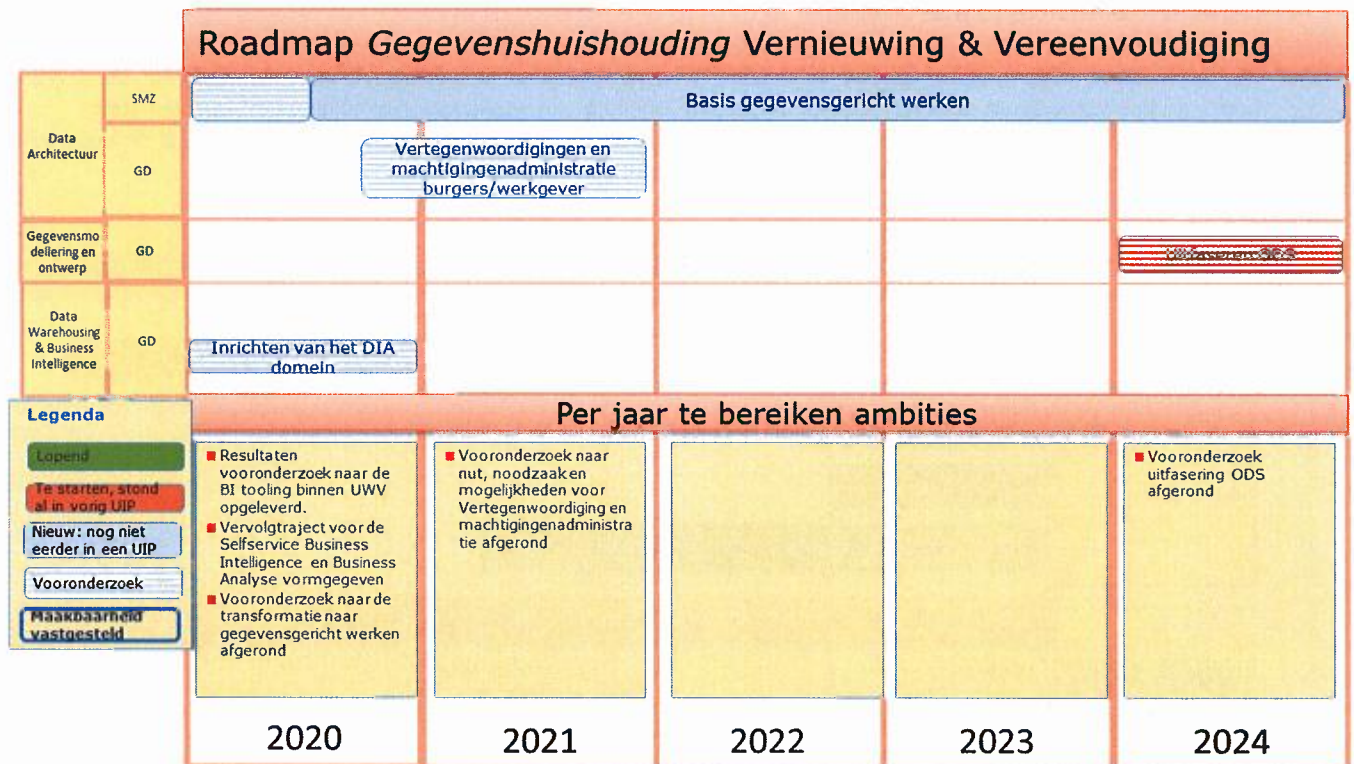 Roadmap Gegevenshuishouding Vernieuwing & Vereenvoudiging
Data
Architectuur
SMZ
Basis gegevensgericht werken
GD
Vertegenwoordigingen en
machtigingenadministratie
burgers/werkgever
Gegevensmo
dellering en
ontwerp
GD
Uitfaseren
Data
Warehousing
& Business
Intelligence
GD
Inrichten van het DIA
domein
Legenda
Lopend
Te starten, stond
al in vorig UIP
Nieuw: nog niet
eerder in een UIP
Vooronderzoek
Maakbaarheid
vastgesteld
Per jaar te bereiken ambities
Resultaten
vooronderzoek naar de
BI tooling binnen UWV
opgeleverd.
Vervolgtraject voor de
Selfservice Business
Intelligence en Business
Analyse vormgegeven
Vooronderzoek naar de
transformatie naar
gegevensgericht werken
afgerond
Vooronderzoek naar
nut, noodzaak en
mogelijkheden voor
Vertegenwoordiging en
machtigingenadministra
tie afgerond
Vooronderzoek
uitfasering ODS
afgerond
2020
2021
2022
2023
2024